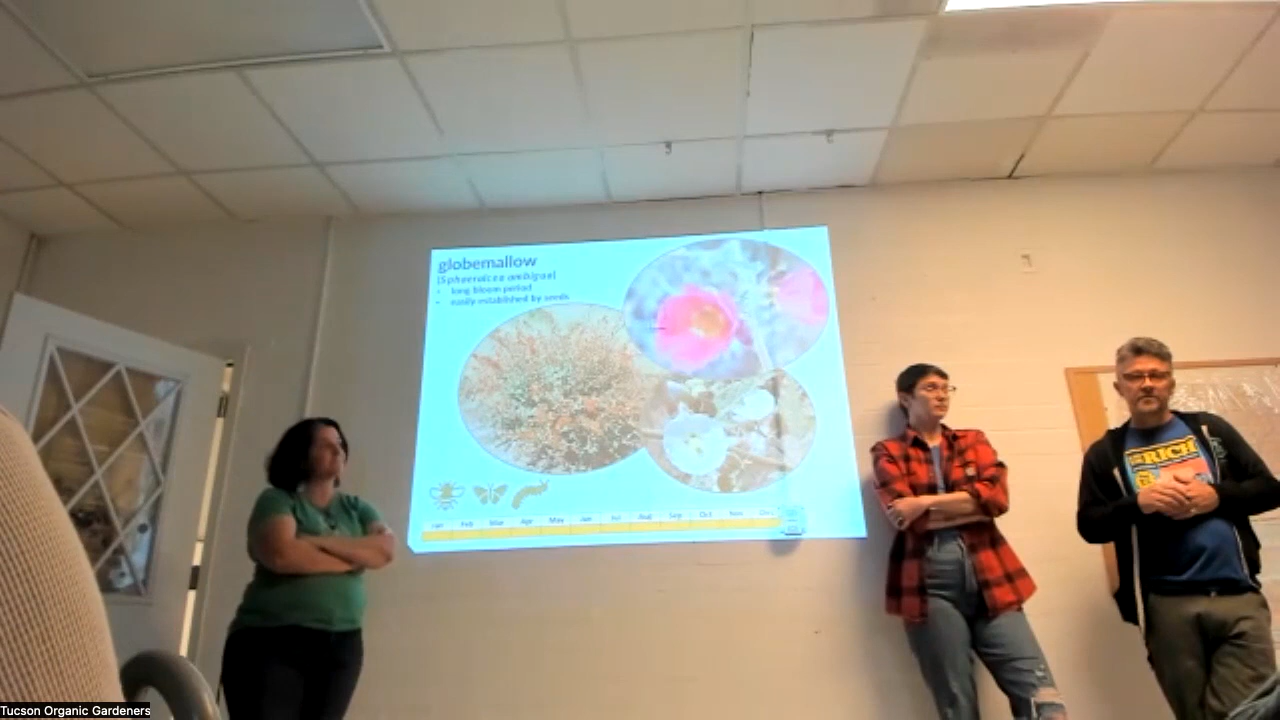 globemallow
(Sphaeralcea ambigua)
• long bloom period
• easily established by seeds
Jan Feb Mar Apr May Jun Jul Aug Sep Oct Nov Dec
RICH
Tucson Organic Gardeners